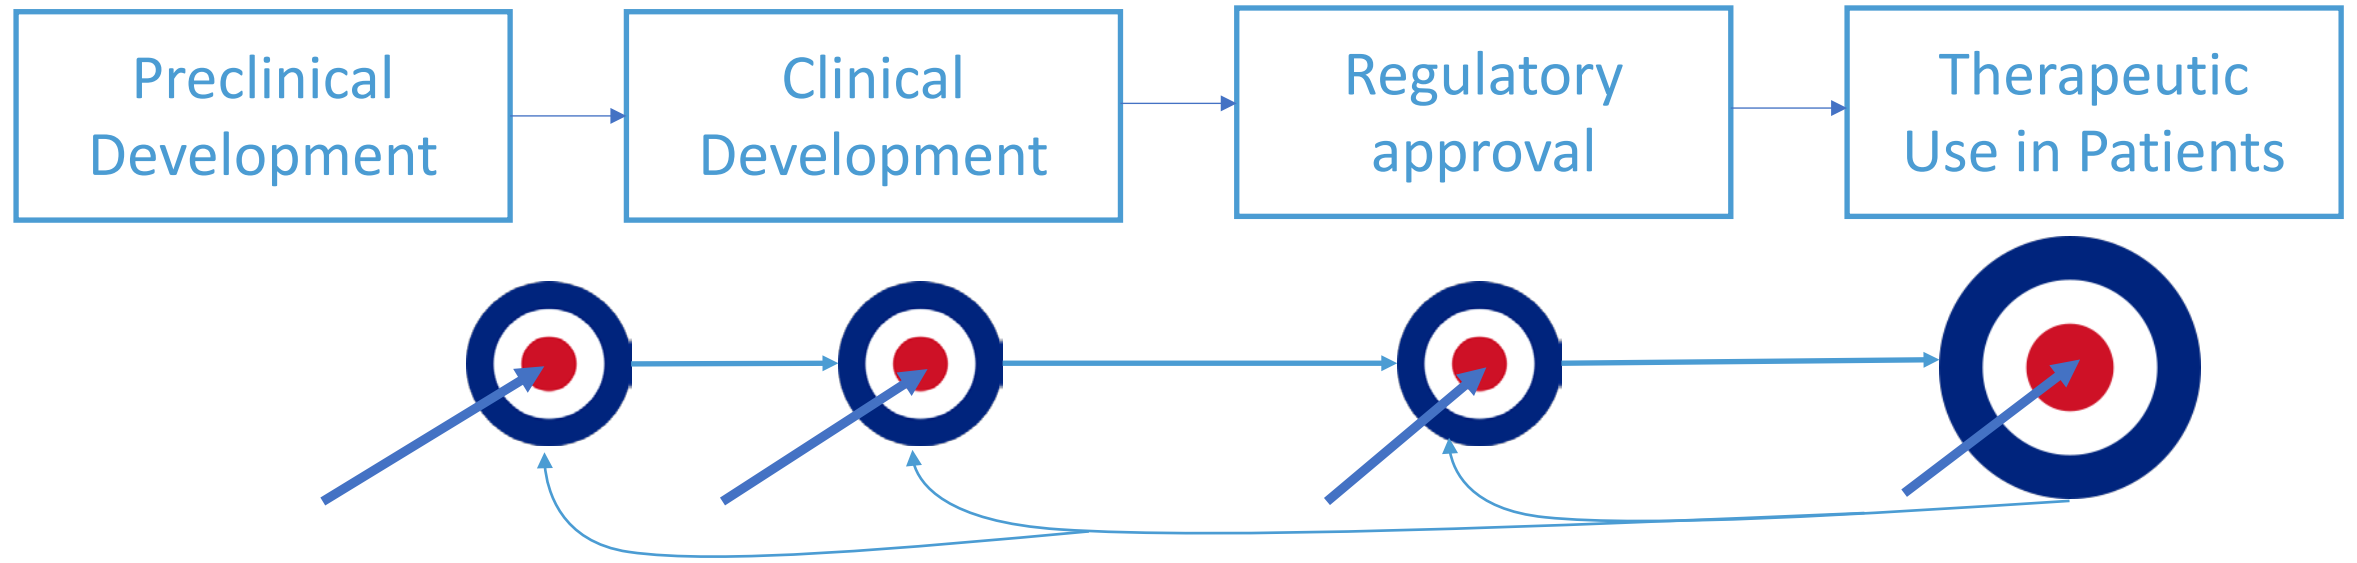 Preclinical
Development
Clinical
Development
Regulatory
approval
Therapeutic
Use in Patients